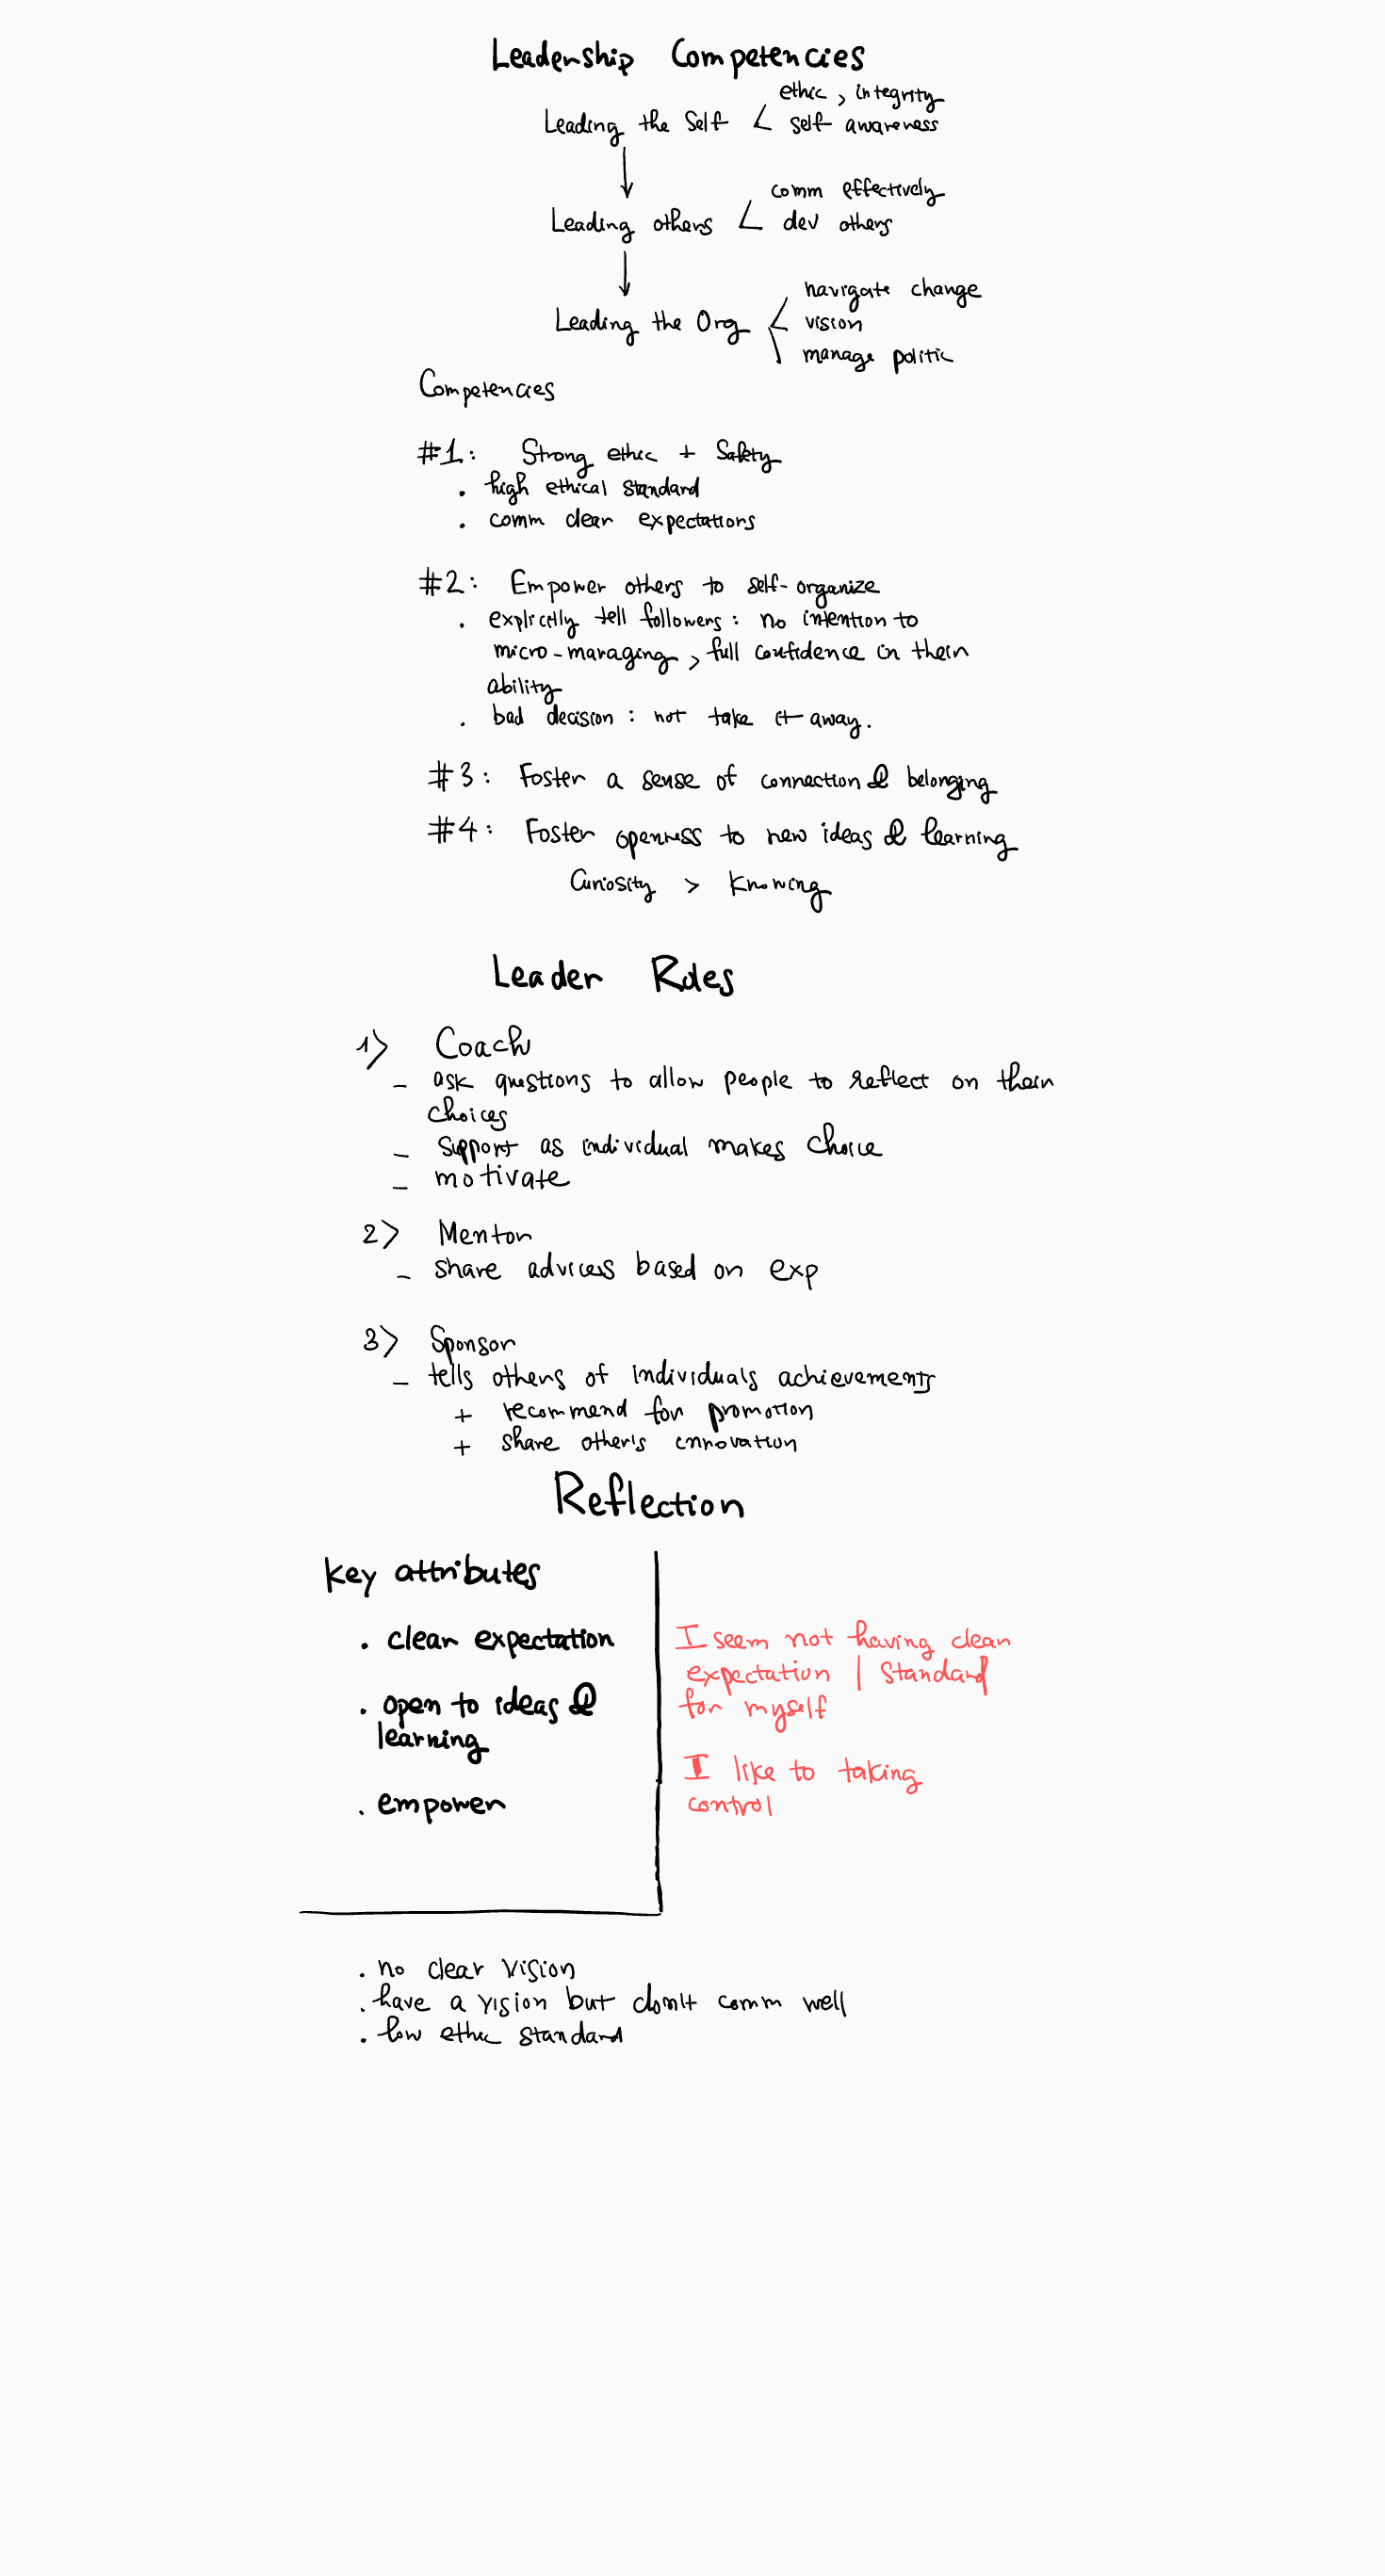 Leadership Competencies
ethic, integrity
Leading the Self < self awareness
comm effectively
Leading others < dev others
navigate change
Leading the Org < vision
manage politic
Competencies
#1: Strong ethic + Safety
. high ethical standard
. comm clear expectations
#2: Empower others to self-organize
. explicitly tell followers: no intention to
micro-managing, full confidence in their
ability
. bad decision: not take it away.
#3: Foster a sense of connection & belonging
#4: Foster openness to new ideas & learning
Curiosity > Knowing
Leader Roles
1> Coach
- ask questions to allow people to reflect on their
choices
- support as individual makes choice
- motivate
2> Mentor
- share advices based on exp
3> Sponsor
- tells others of individuals achievements
+ recommend for promotion
+ share other's innovation
Reflection
key attributes
. clear expectation
. open to ideas &
learning
. empower
I seem not having clear
expectation / standard
for myself
I like to taking
control
. no clear vision
. have a vision but don't comm well
. low ethic standard